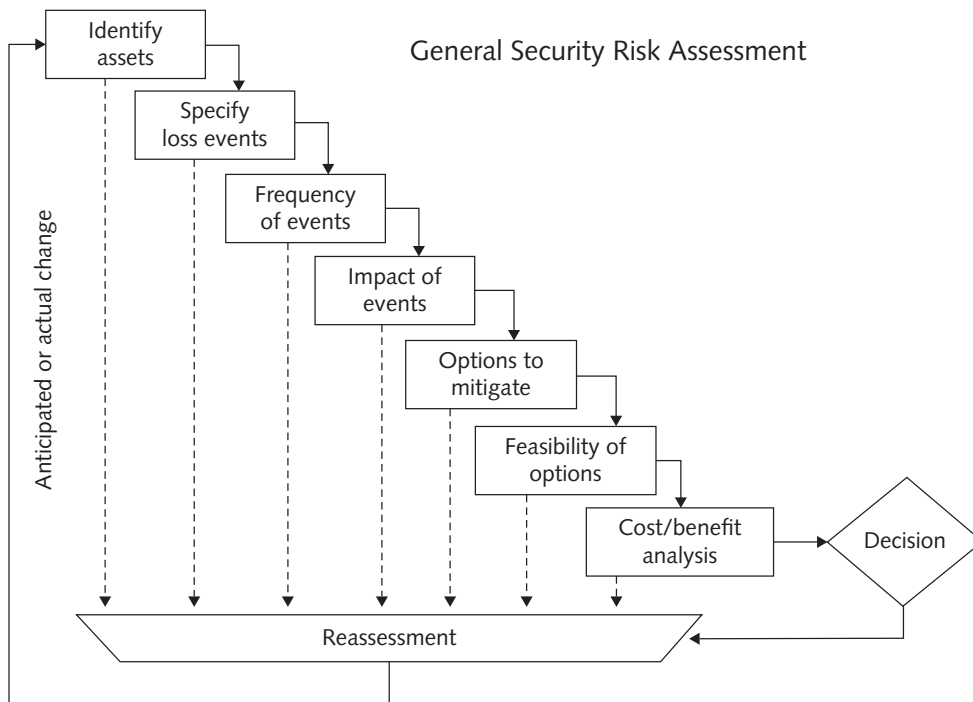 General Security Risk Assessment
Identify
assets
Specify
loss events
Frequency
of events
Impact of
events
Options to
mitigate
Feasibility of
options
Cost/benefit
analysis
Decision
Reassessment
Anticipated or actual change